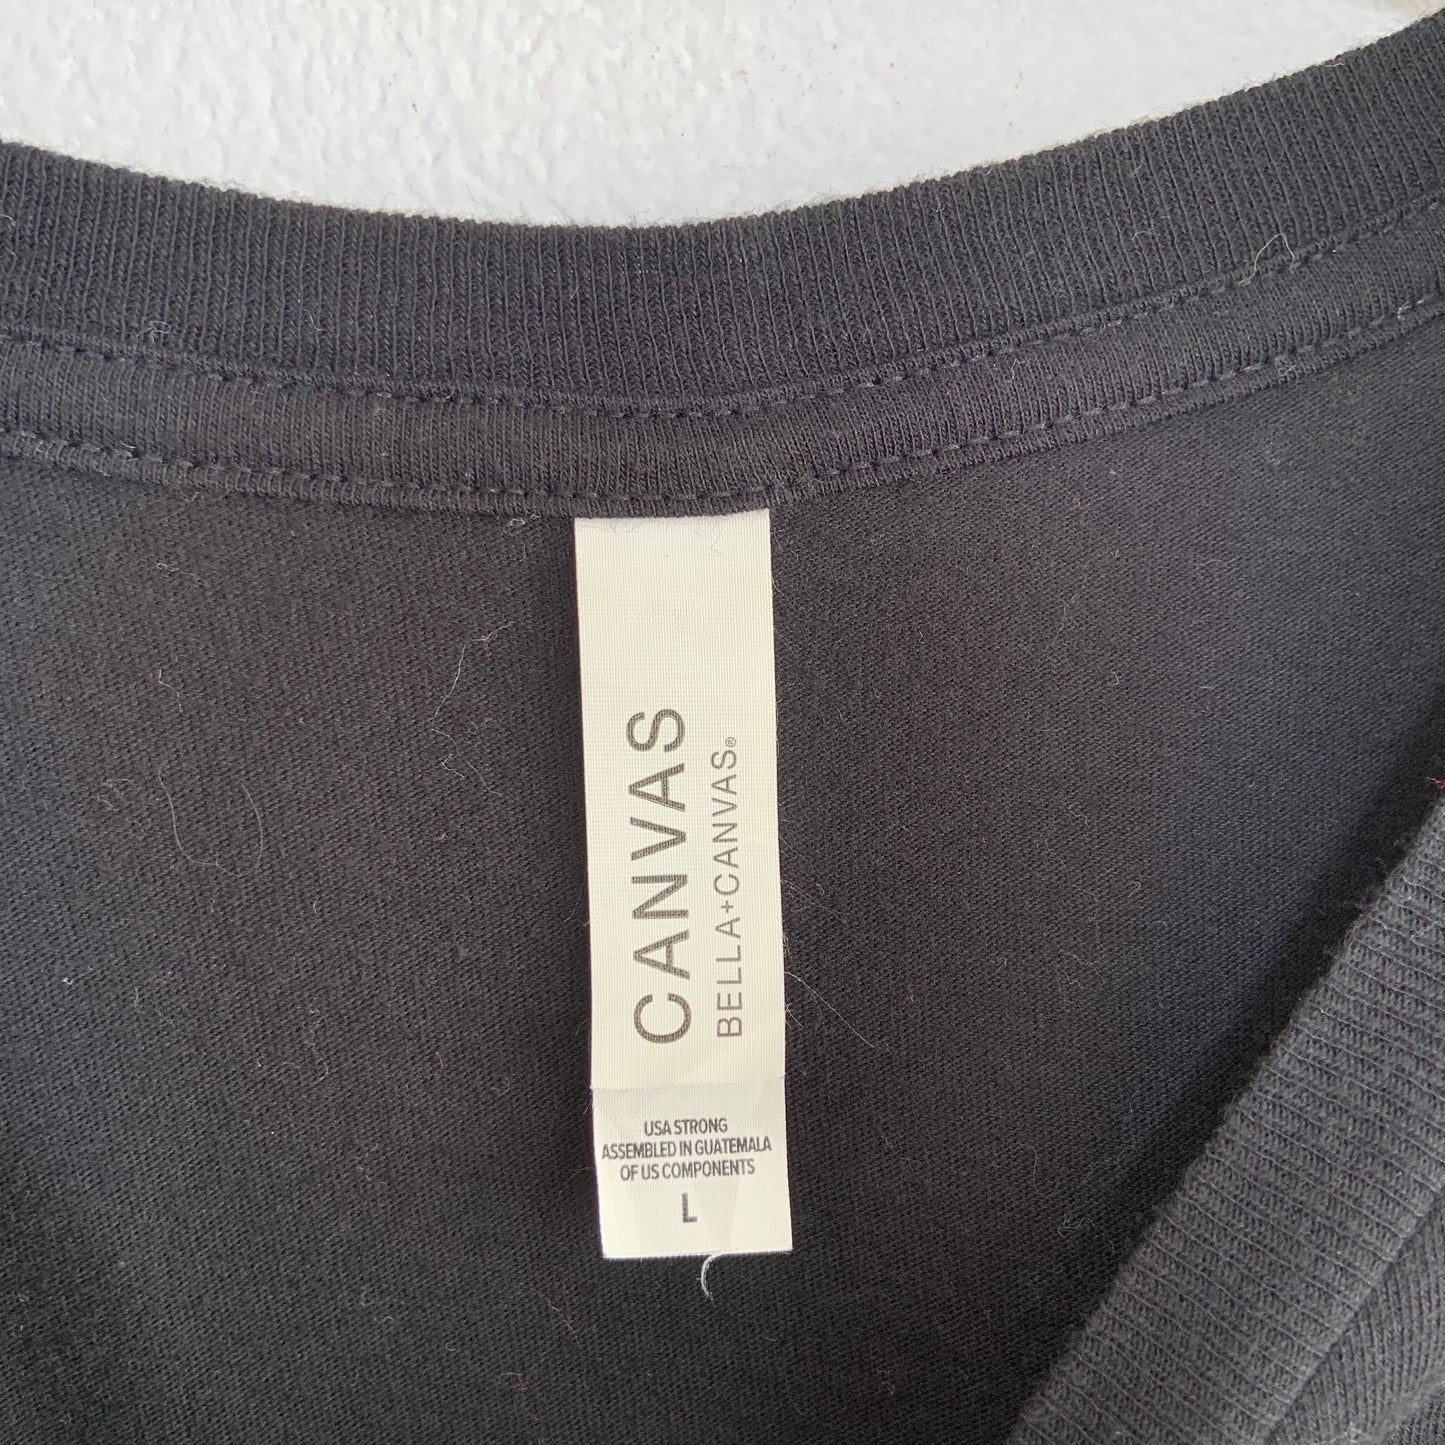 CANVAS
BELLA+CANVAS®
USA STRONG
ASSEMBLED IN GUATEMALA
OF US COMPONENTS
L